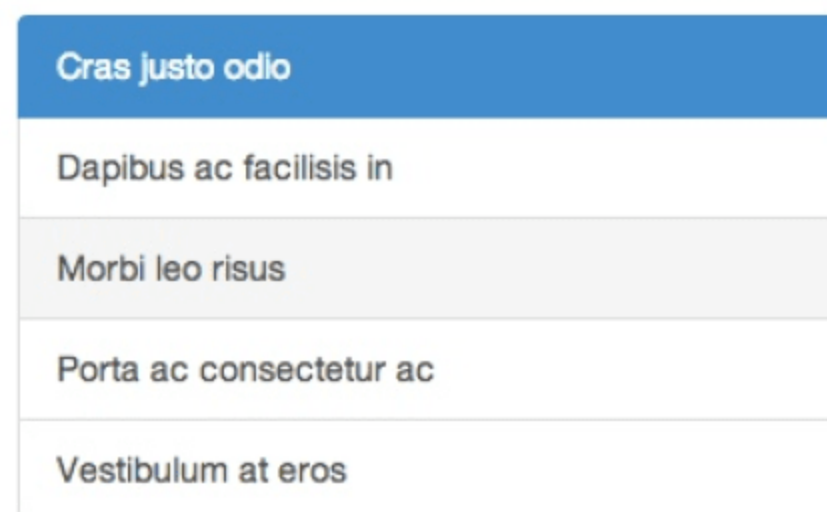 Cras justo odio
Dapibus ac facilisis in
Morbi leo risus
Porta ac consectetur ac
Vestibulum at eros